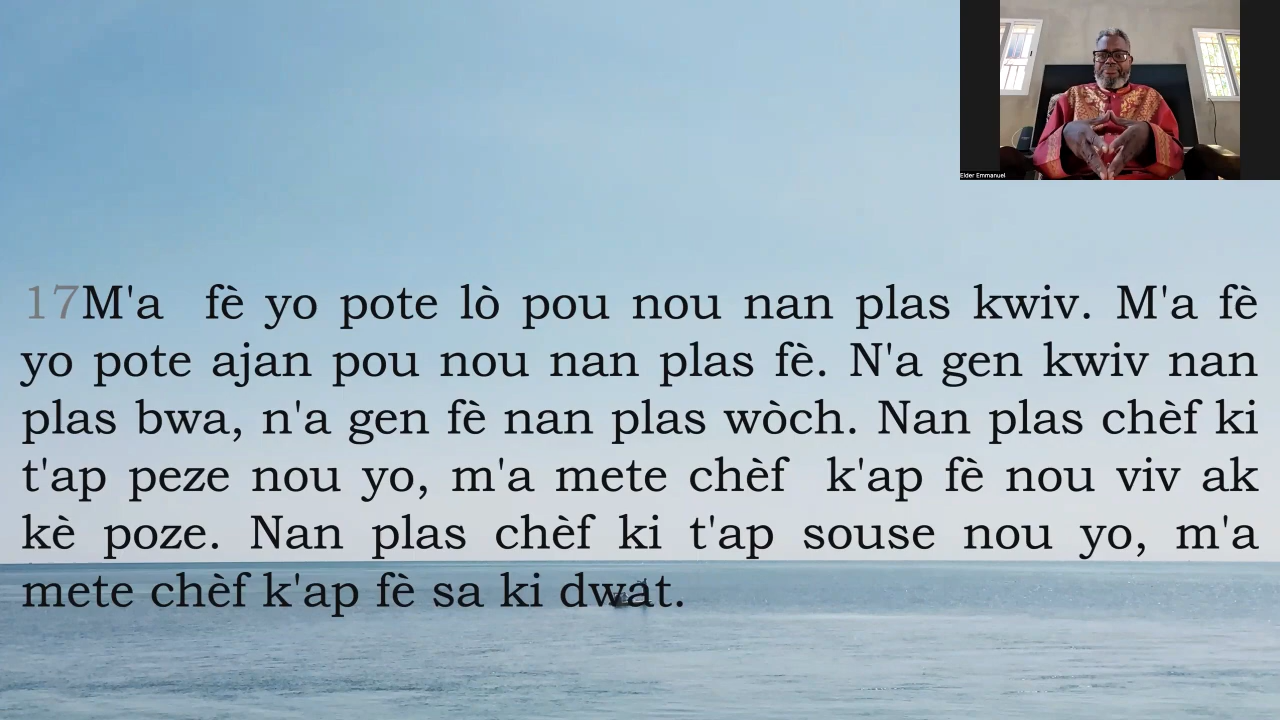 Elder Emmanuel
17M'a fè yo pote lò pou nou nan plas kwiv. M'a fè
yo pote ajan pou nou nan plas fè. N'a gen kwiv nan
plas bwa, n'a gen fè nan plas wòch. Nan plas chèf ki
t'ap peze nou yo, m'a mete chèf k'ap fè nou viv ak
kè poze. Nan plas chèf ki t'ap souse nou yo, m'a
mete chèf k'ap fè sa ki dwat.